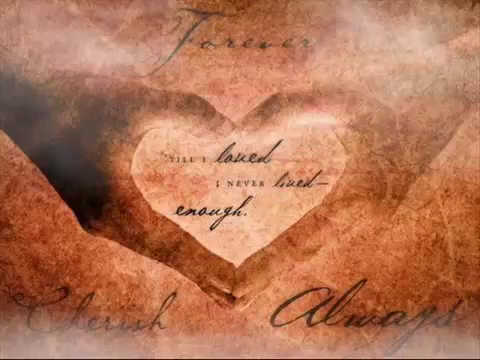 Forever
TILL I loved
I NEVER lived—
enough.
Cherish
Always